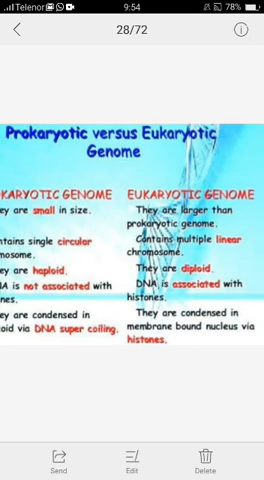 Telenor
9:54
78%
28/72
Prokaryotic versus Eukaryotic
Genome
KARYOTIC GENOME
ey are small in size.
ntains single circular
mosome.
ey are haploid.
IA is not associated with
nes.
ey are condensed in
oid via DNA super coiling.
EUKARYOTIC GENOME
They are larger than
prokaryotic genome.
Contains multiple linear
chromosome.
They are diploid.
DNA is associated with
histones.
They are condensed in
membrane bound nucleus via
histones.
Send
Edit
Delete